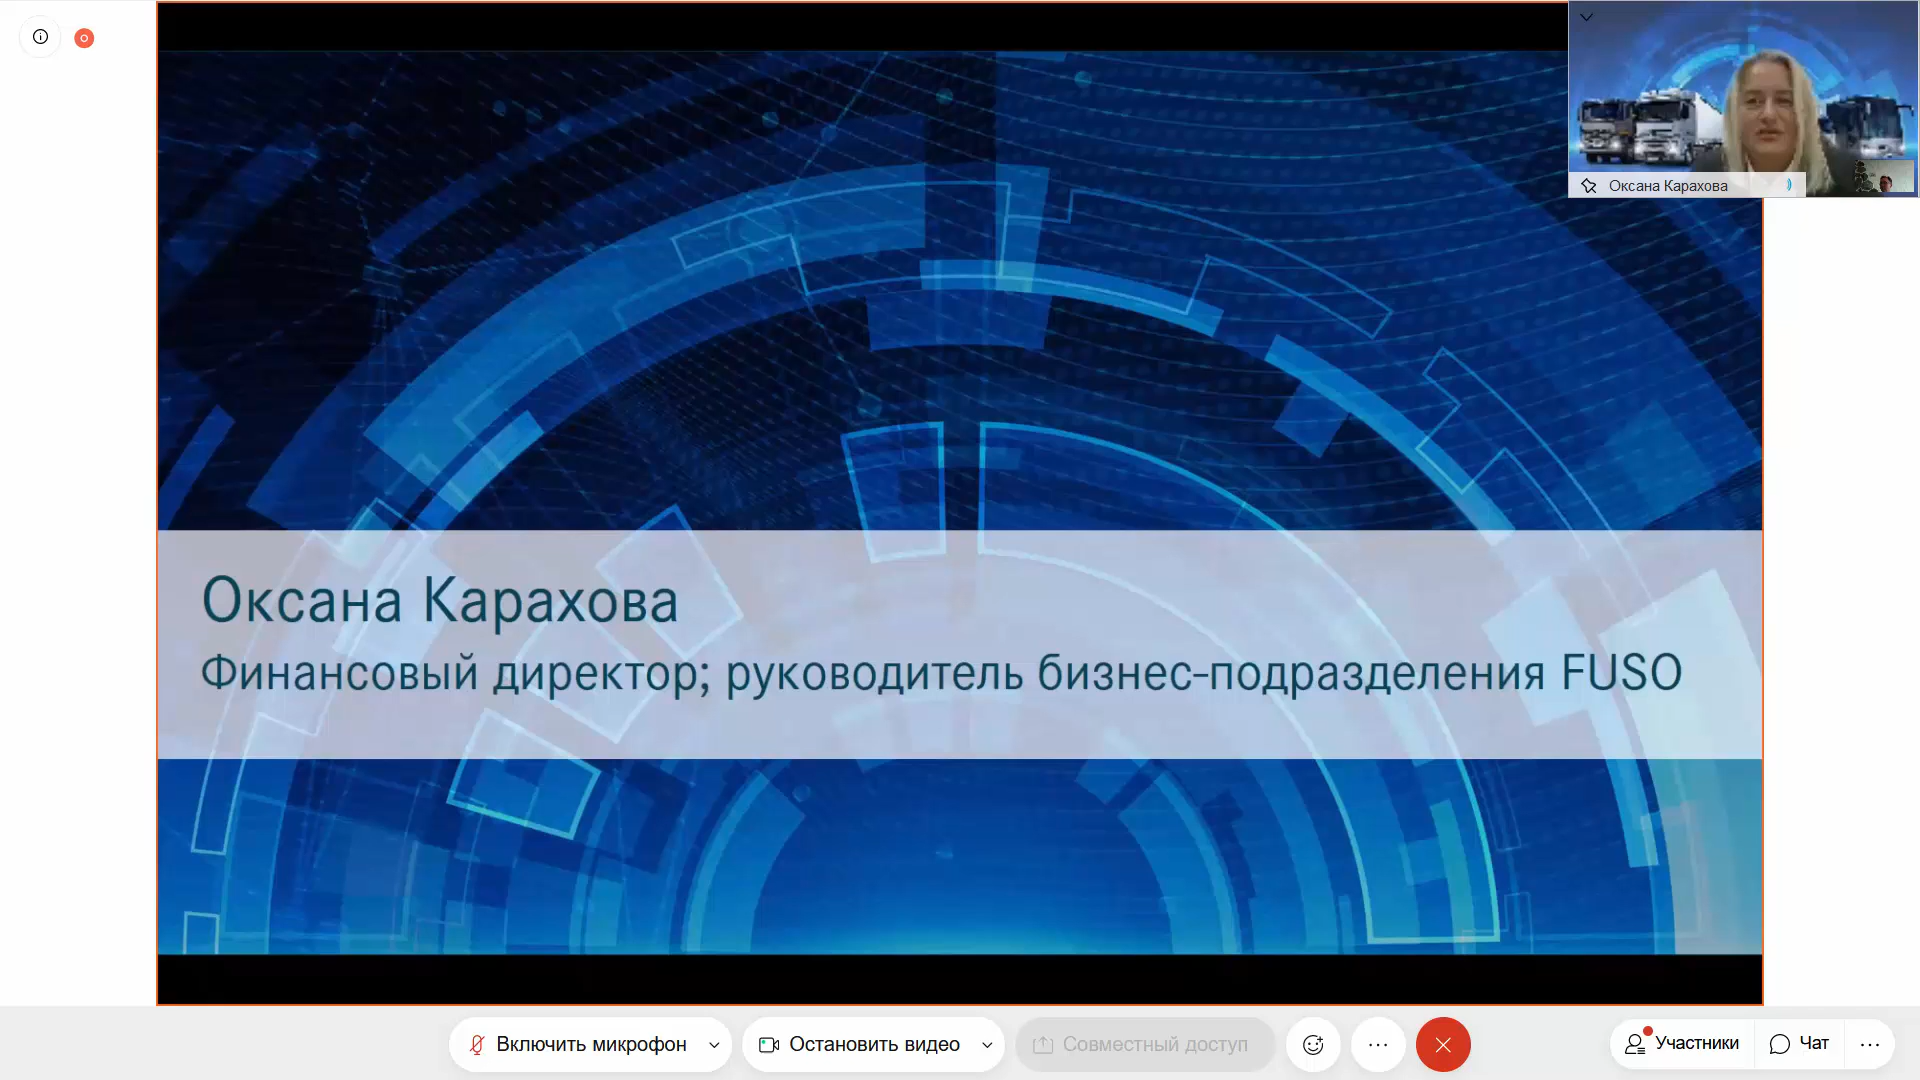 Оксана Карахова
Оксана Карахова
Финансовый директор; руководитель бизнес-подразделения FUSO
Включить микрофон
Остановить видео
Совместный доступ
Участники
Чат